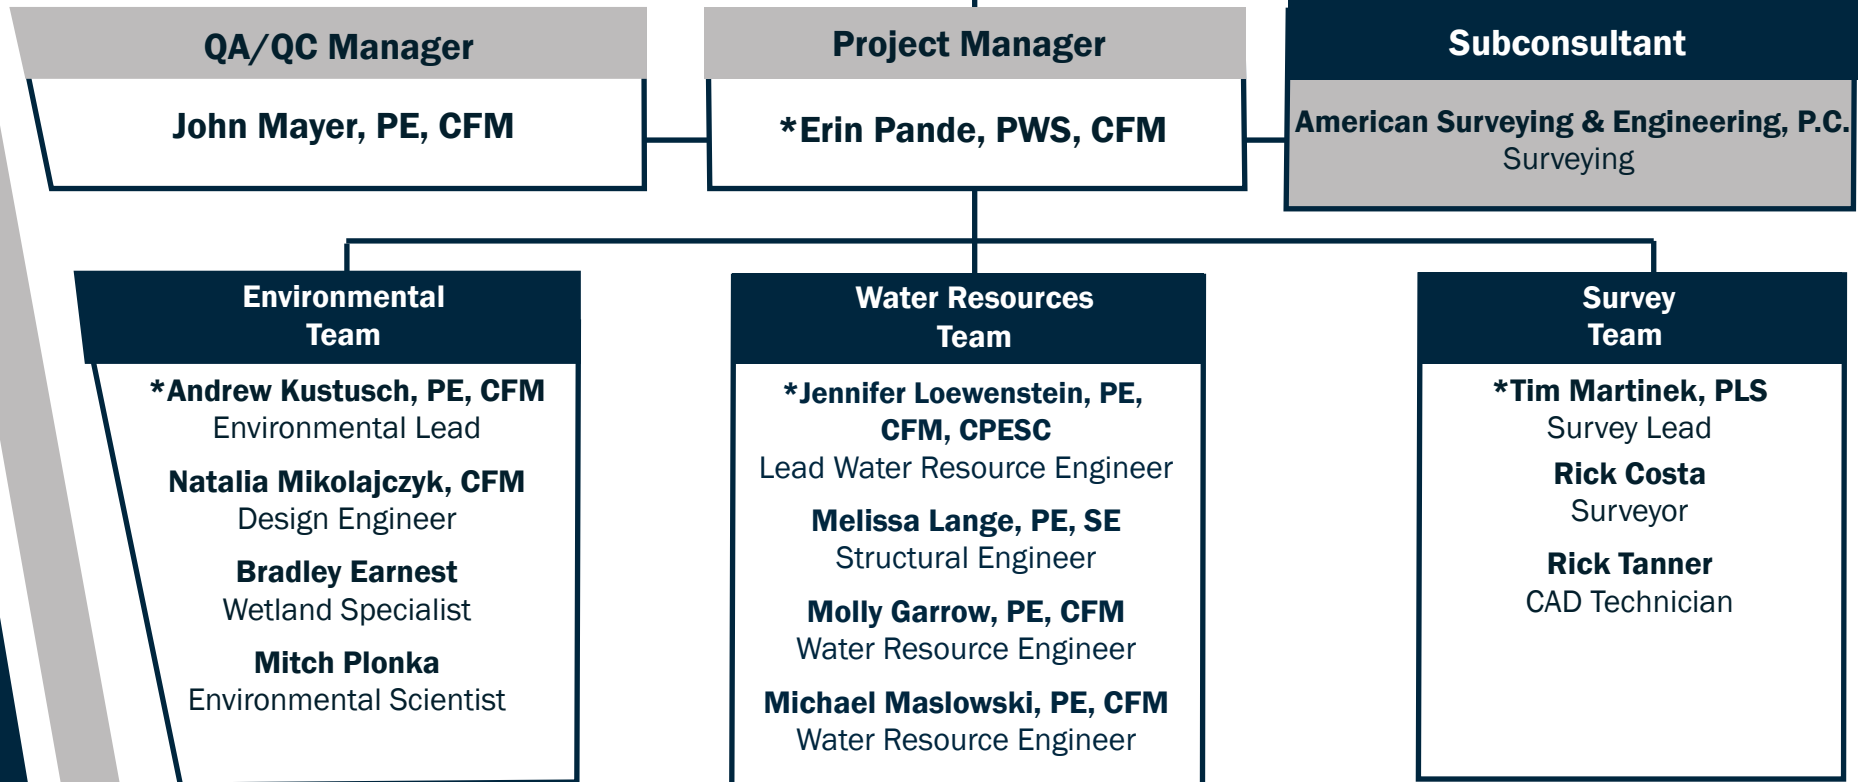 QA/QC Manager
John Mayer, PE, CFM
Project Manager
*Erin Pande, PWS, CFM
Subconsultant
American Surveying & Engineering, P.C.
Surveying
Environmental
Team
*Andrew Kustusch, PE, CFM
Environmental Lead
Natalia Mikolajczyk, CFM
Design Engineer
Bradley Earnest
Wetland Specialist
Mitch Plonka
Environmental Scientist
Water Resources
Team
*Jennifer Loewenstein, PE,
CFM, CPESC
Lead Water Resource Engineer
Melissa Lange, PE, SE
Structural Engineer
Molly Garrow, PE, CFM
Water Resource Engineer
Michael Maslowski, PE, CFM
Water Resource Engineer
Survey
Team
*Tim Martinek, PLS
Survey Lead
Rick Costa
Surveyor
Rick Tanner
CAD Technician